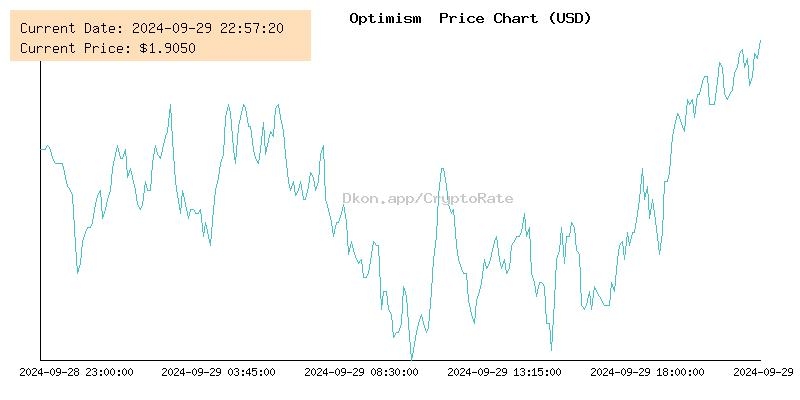 Optimism  Price Chart (USD)
Current Date: 2024-09-29 22:57:20
Current Price: $1.9050
Dkon.app/CryptoRate
2024-09-28 23:00:00 2024-09-29 03:45:00 2024-09-29 08:30:00 2024-09-29 13:15:00 2024-09-29 18:00:00 2024-09-29